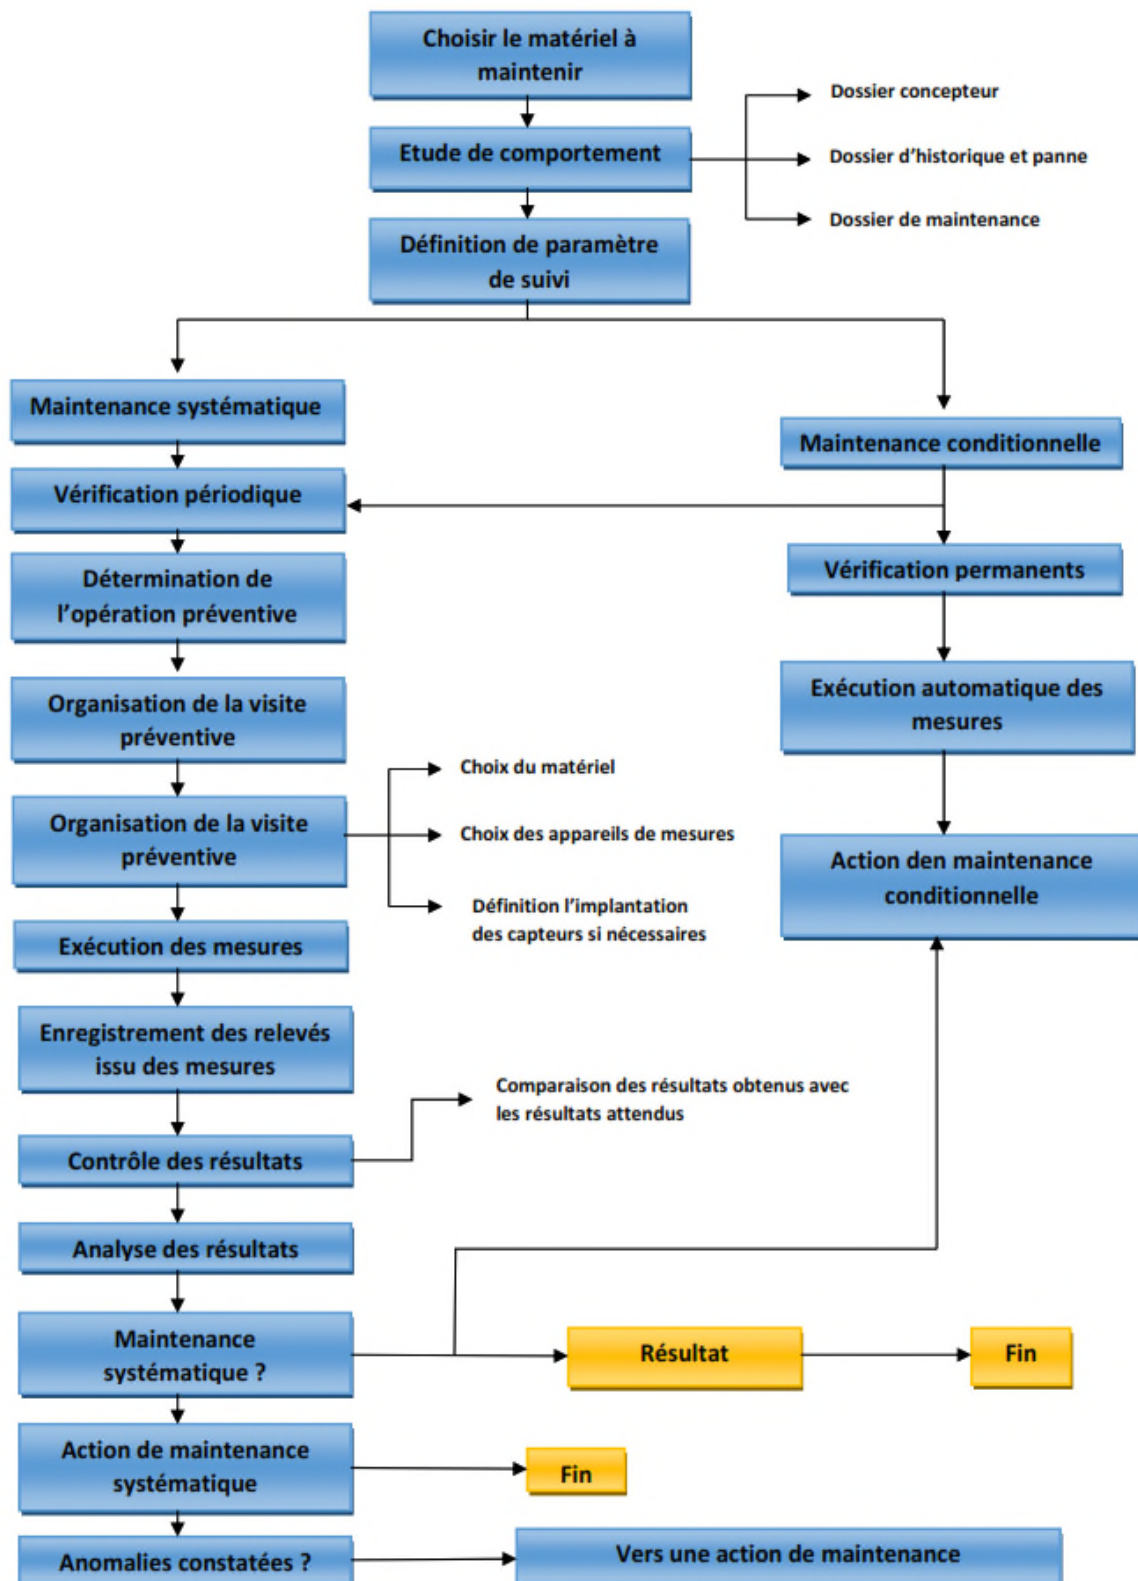 Choisir le matériel à
maintenir
Dossier concepteur
Etude de comportement
Dossier d'historique et panne
Dossier de maintenance
Définition de paramètre
de suivi
Maintenance systématique
Maintenance conditionnelle
Vérification périodique
Vérification permanents
Détermination de
l'opération préventive
Exécution automatique des
mesures
Organisation de la visite
préventive
Choix du matériel
Organisation de la visite
préventive
Choix des appareils de mesures
Définition l'implantation
des capteurs si nécessaires
Action den maintenance
conditionnelle
Exécution des mesures
Enregistrement des relevés
issu des mesures
Comparaison des résultats obtenus avec
les résultats attendus
Contrôle des résultats
Analyse des résultats
Maintenance
systématique ?
Résultat
Fin
Action de maintenance
systématique
Fin
Anomalies constatées ?
Vers une action de maintenance